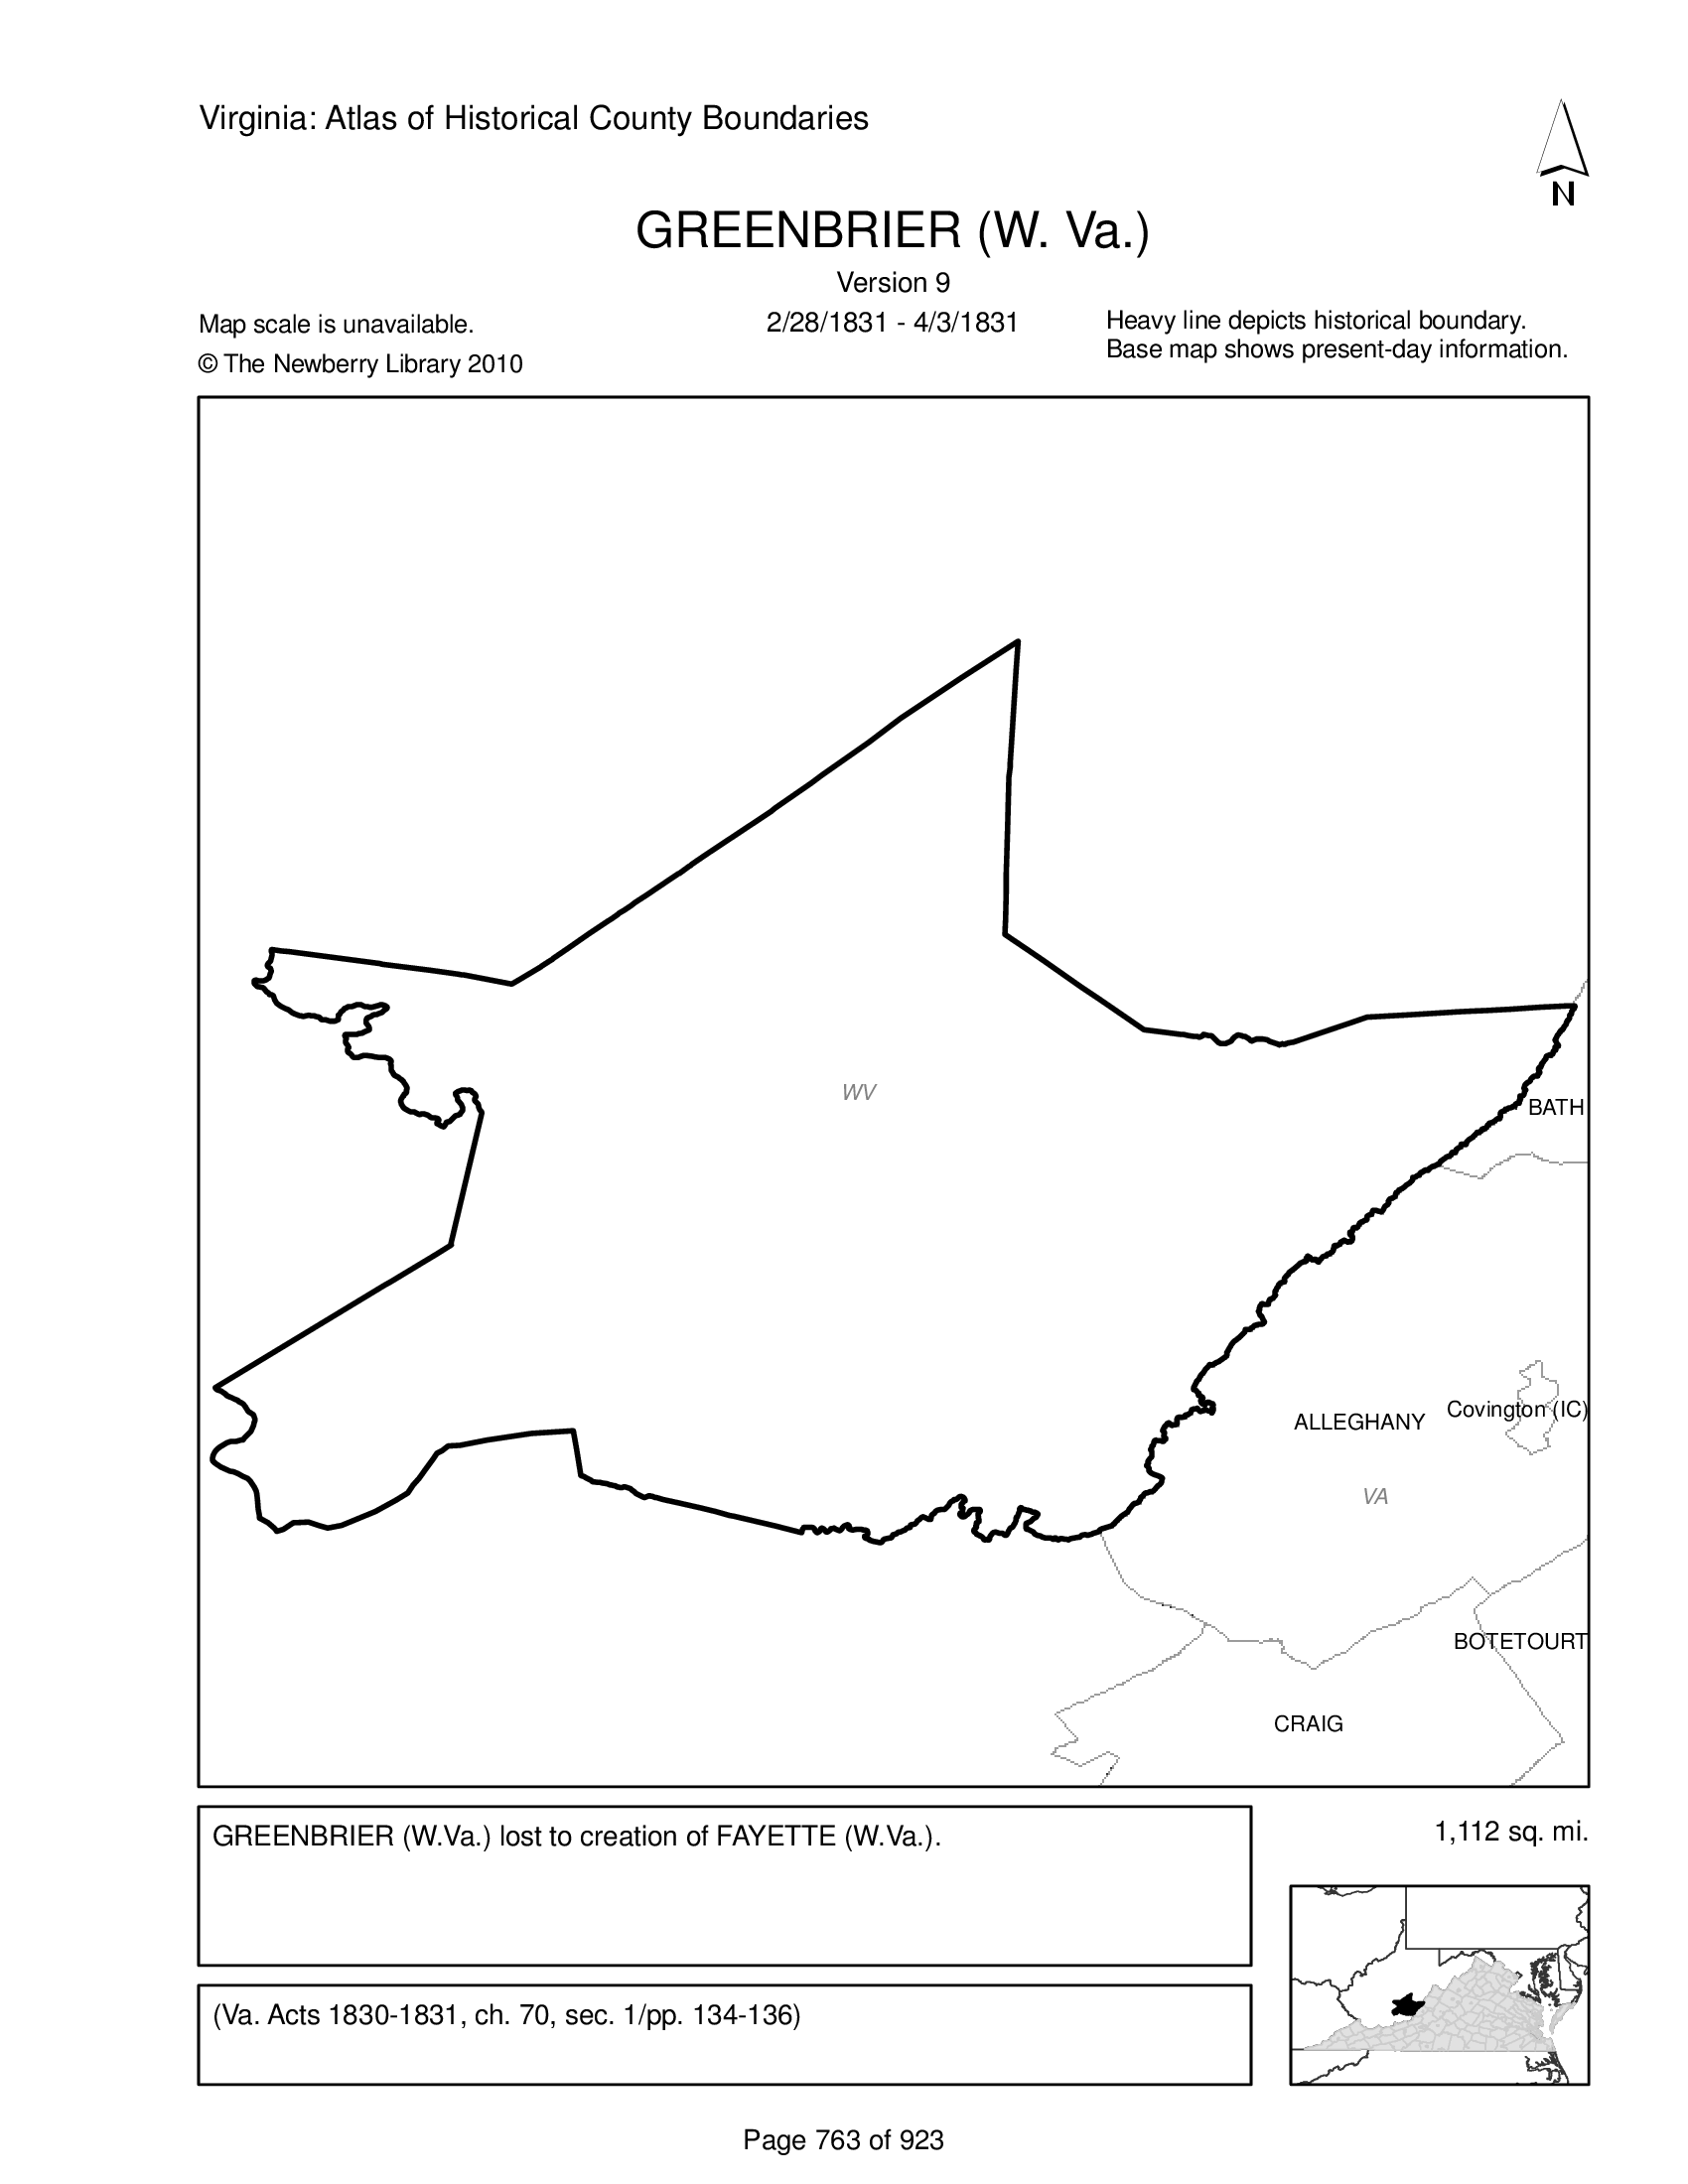 Virginia: Atlas of Historical County Boundaries
N
GREENBRIER (W. Va.)
Version 9
2/28/1831 - 4/3/1831
Map scale is unavailable.
© The Newberry Library 2010
Heavy line depicts historical boundary.
Base map shows present-day information.
WV
BATH
ALLEGHANY
Covington (IC)
VA
BOTETOURT
CRAIG
GREENBRIER (W.Va.) lost to creation of FAYETTE (W.Va.).
1,112 sq. mi.
(Va. Acts 1830-1831, ch. 70, sec. 1/pp. 134-136)
Page 763 of 923